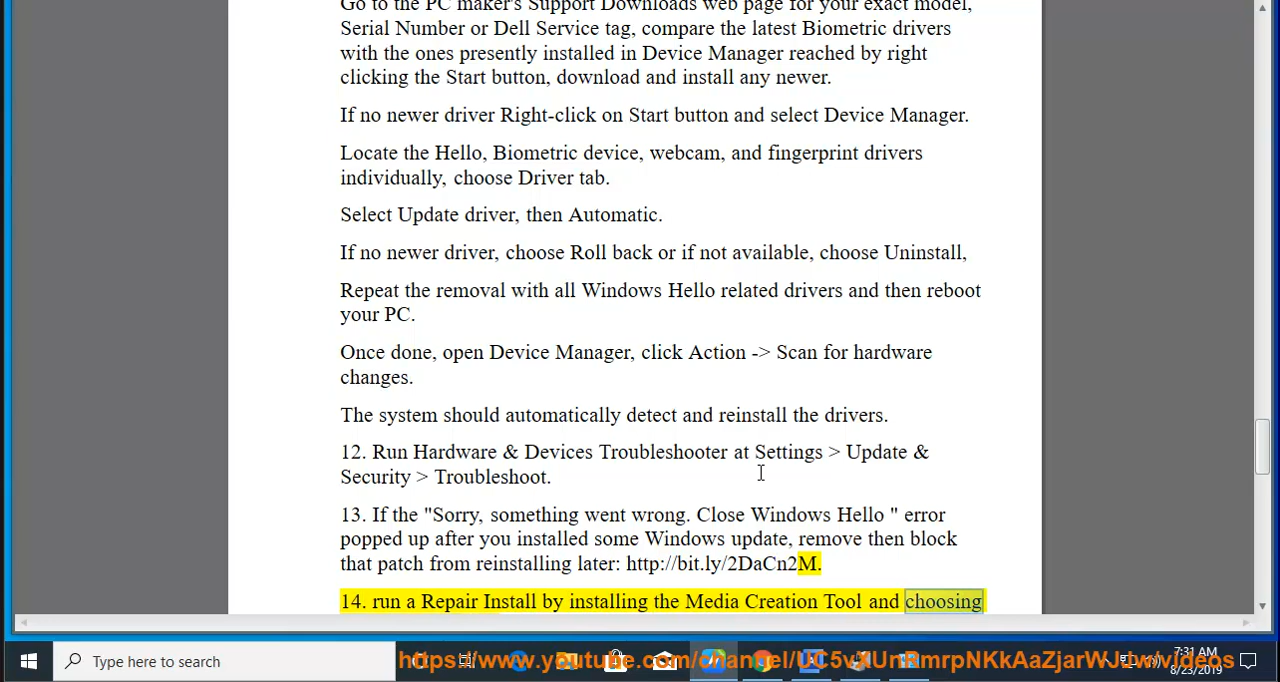 Go to the PC maker's Support Downloads web page for your exact model,
Serial Number or Dell Service tag, compare the latest Biometric drivers
with the ones presently installed in Device Manager reached by right
clicking the Start button, download and install any newer.
If no newer driver Right-click on Start button and select Device Manager.
Locate the Hello, Biometric device, webcam, and fingerprint drivers
individually, choose Driver tab.
Select Update driver, then Automatic.
If no newer driver, choose Roll back or if not available, choose Uninstall,
Repeat the removal with all Windows Hello related drivers and then reboot
your PC.
Once done, open Device Manager, click Action -> Scan for hardware
changes.
The system should automatically detect and reinstall the drivers.
12. Run Hardware & Devices Troubleshooter at Settings > Update &
Security > Troubleshoot.
13. If the "Sorry, something went wrong. Close Windows Hello " error
popped up after you installed some Windows update, remove then block
that patch from reinstalling later: http://bit.ly/2DaCn2M.
14. run a Repair Install by installing the Media Creation Tool and choosing
Type here to search
7:31 AM
8/23/2019